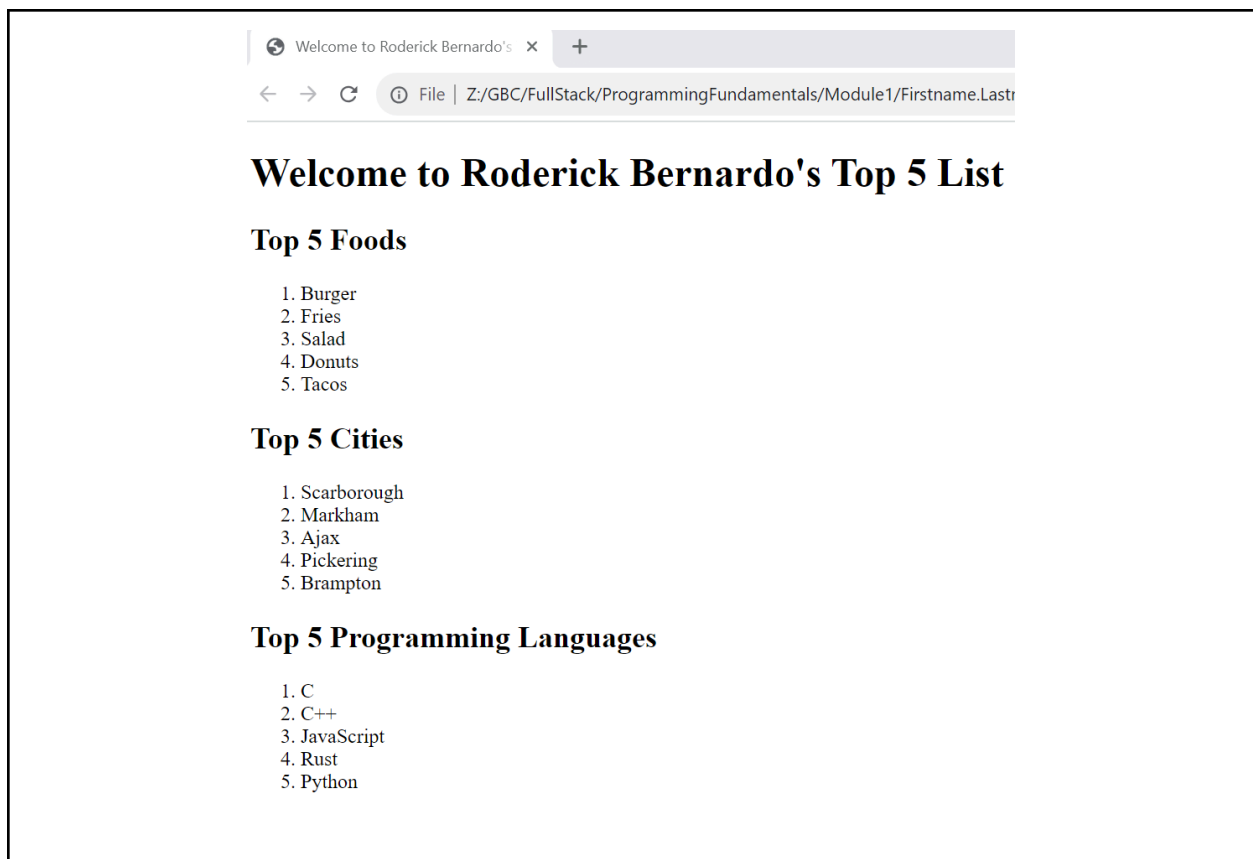 Welcome to Roderick Bernardo's
File | Z:/GBC/FullStack/ProgrammingFundamentals/Module1/Firstname.Lastn
Welcome to Roderick Bernardo's Top 5 List
Top 5 Foods
1. Burger
2. Fries
3. Salad
4. Donuts
5. Tacos
Top 5 Cities
1. Scarborough
2. Markham
3. Ajax
4. Pickering
5. Brampton
Top 5 Programming Languages
1. C
2. C++
3. JavaScript
4. Rust
5. Python